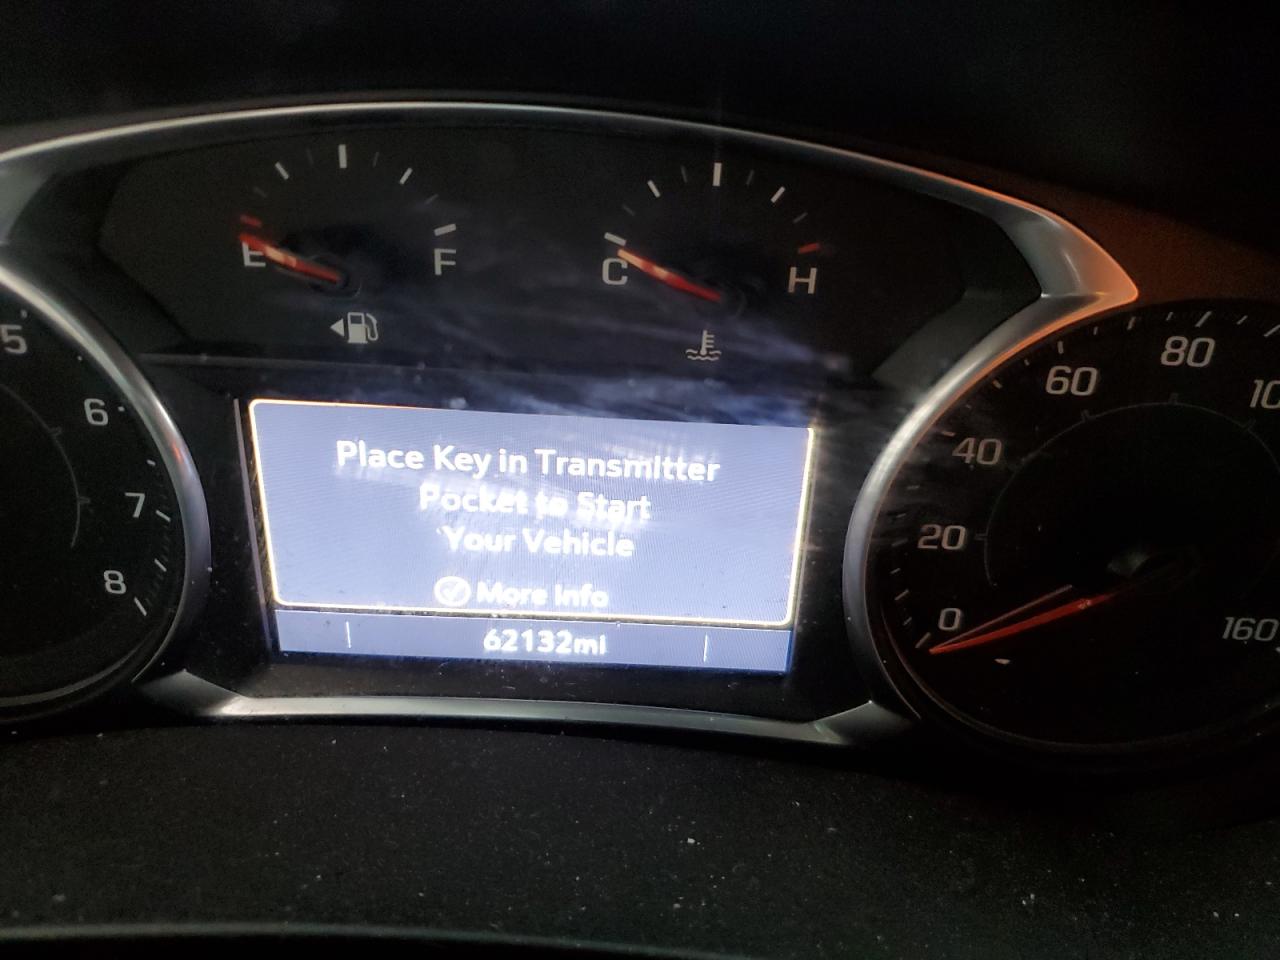 E
F
C
H
5
6
7
8
Place Key in Transmitter
Pocket to Start
Your Vehicle
More Info
62132mi
0
20
40
60
80
160